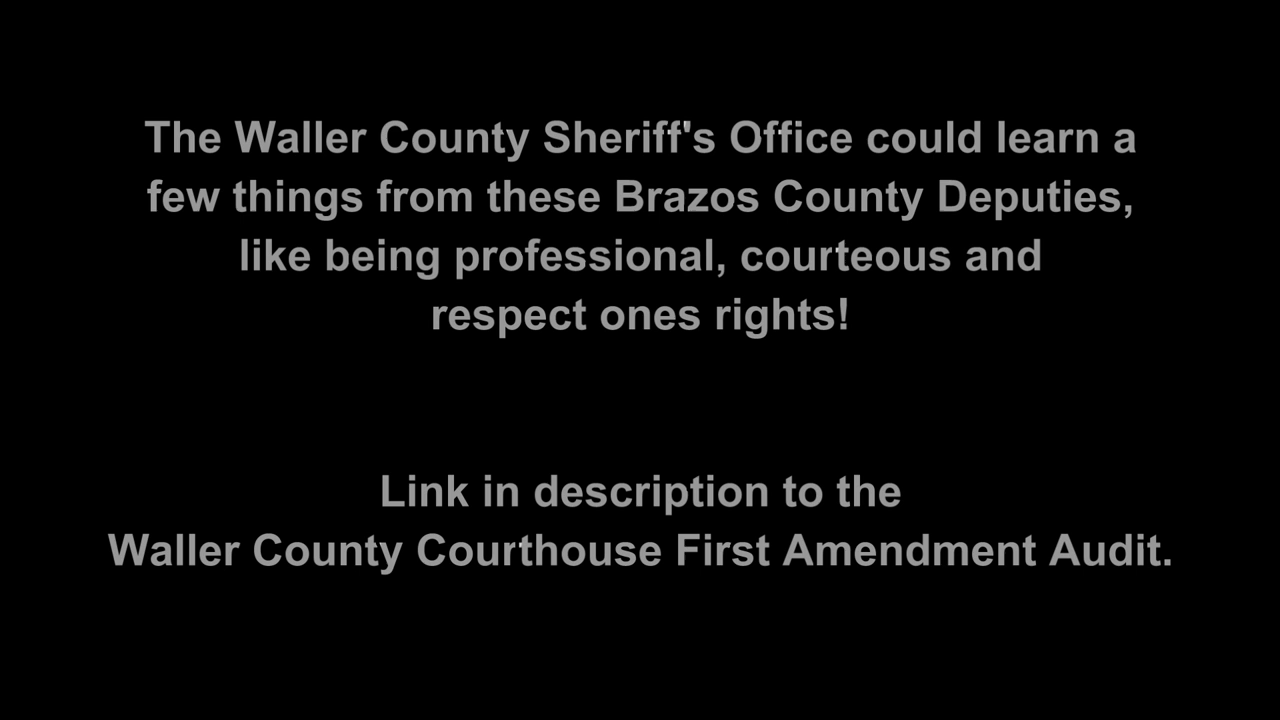 The Waller County Sheriff's Office could learn a
few things from these Brazos County Deputies,
like being professional, courteous and
respect ones rights!
Link in description to the
Waller County Courthouse First Amendment Audit.